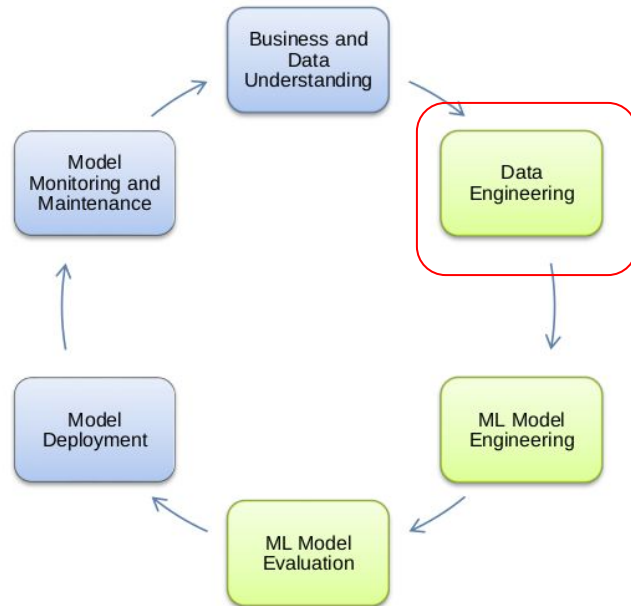 Business and
Data
Understanding
Data
Engineering
ML Model
Engineering
ML Model
Evaluation
Model
Deployment
Model
Monitoring and
Maintenance